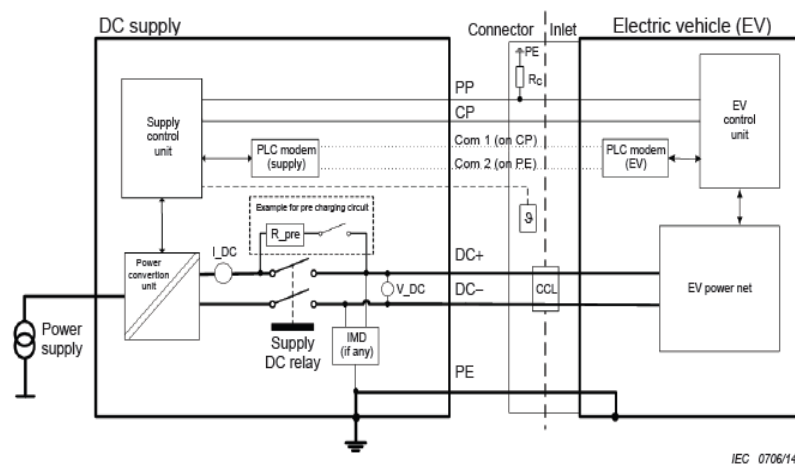 DC supply
Connector
Inlet
Electric vehicle (EV)
PE
Rc
PP
CP
Supply
control
unit
EV
control
unit
PLC modem
(supply)
Com 1 (on CP)
Com 2 (on PE)
PLC modem
(EV)
Example for pre charging circuit
R_pre
ϑ
I_DC
Power
convertion
unit
DC+
DC–
V_DC
CCL
EV power net
Power
supply
Supply
DC relay
IMD
(if any)
PE
IEC 0706/14